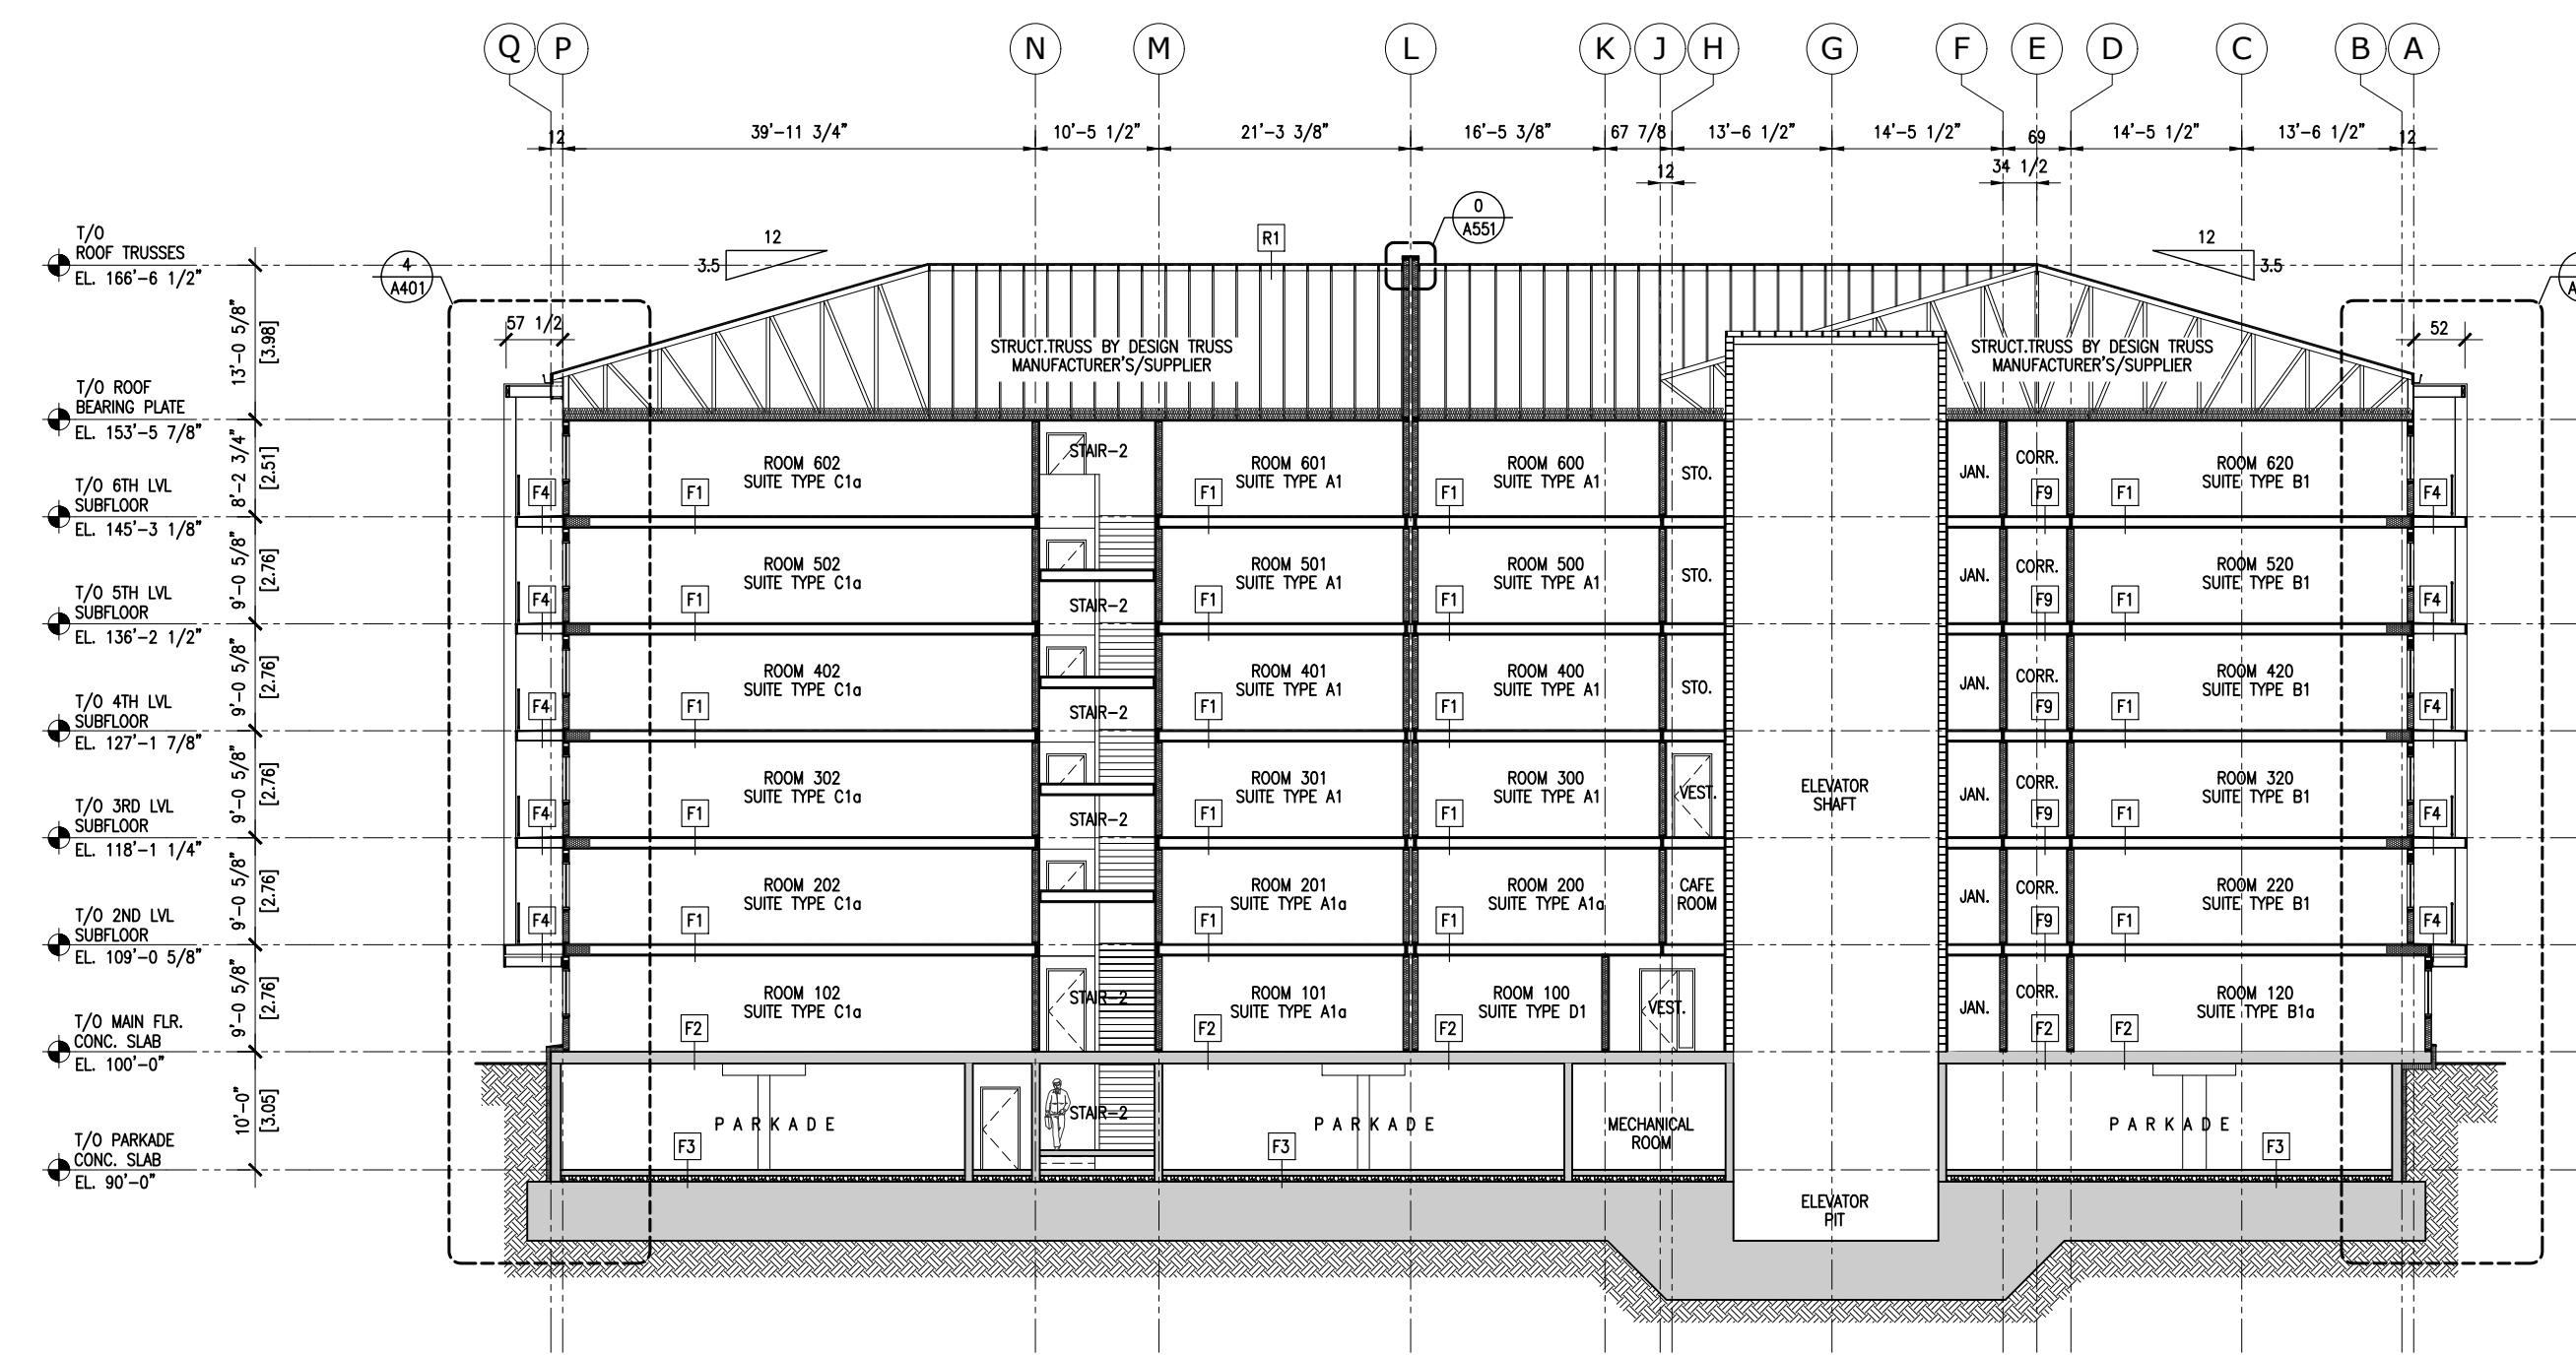 Q P N M L K J H G F E D C B A
12 39'-11 3/4" 10'-5 1/2" 21'-3 3/8" 16'-5 3/8" 67 7/8 13'-6 1/2" 14'-5 1/2" 69 14'-5 1/2" 13'-6 1/2" 12
12 34 1/2
0
A551
4
A401
12
3.5
R1
12
3.5
57 1/2
52
STRUCT.TRUSS BY DESIGN TRUSS
MANUFACTURER'S/SUPPLIER
STRUCT.TRUSS BY DESIGN TRUSS
MANUFACTURER'S/SUPPLIER
T/O
ROOF TRUSSES
EL. 166'-6 1/2"
13'-0 5/8"
[3.98]
T/O ROOF
BEARING PLATE
EL. 153'-5 7/8"
8'-2 3/4"
[2.51]
T/O 6TH LVL
SUBFLOOR
EL. 145'-3 1/8"
9'-0 5/8"
[2.76]
T/O 5TH LVL
SUBFLOOR
EL. 136'-2 1/2"
9'-0 5/8"
[2.76]
T/O 4TH LVL
SUBFLOOR
EL. 127'-1 7/8"
9'-0 5/8"
[2.76]
T/O 3RD LVL
SUBFLOOR
EL. 118'-1 1/4"
9'-0 5/8"
[2.76]
T/O 2ND LVL
SUBFLOOR
EL. 109'-0 5/8"
9'-0 5/8"
[2.76]
T/O MAIN FLR.
CONC. SLAB
EL. 100'-0"
10'-0"
[3.05]
T/O PARKADE
CONC. SLAB
EL. 90'-0"
ROOM 602
SUITE TYPE C1a
STAIR-2
ROOM 601
SUITE TYPE A1
ROOM 600
SUITE TYPE A1
STO.
JAN.
CORR.
ROOM 620
SUITE TYPE B1
F4 F1 F1 F1 F9 F1 F4
ROOM 502
SUITE TYPE C1a
STAIR-2
ROOM 501
SUITE TYPE A1
ROOM 500
SUITE TYPE A1
STO.
JAN.
CORR.
ROOM 520
SUITE TYPE B1
F4 F1 F1 F1 F9 F1 F4
ROOM 402
SUITE TYPE C1a
STAIR-2
ROOM 401
SUITE TYPE A1
ROOM 400
SUITE TYPE A1
STO.
JAN.
CORR.
ROOM 420
SUITE TYPE B1
F4 F1 F1 F1 F9 F1 F4
ROOM 302
SUITE TYPE C1a
STAIR-2
ROOM 301
SUITE TYPE A1
ROOM 300
SUITE TYPE A1
VEST.
ELEVATOR
SHAFT
JAN.
CORR.
ROOM 320
SUITE TYPE B1
F4 F1 F1 F1 F9 F1 F4
ROOM 202
SUITE TYPE C1a
ROOM 201
SUITE TYPE A1a
ROOM 200
SUITE TYPE A1a
CAFE
ROOM
JAN.
CORR.
ROOM 220
SUITE TYPE B1
F4 F1 F1 F1 F9 F1 F4
ROOM 102
SUITE TYPE C1a
STAIR-2
ROOM 101
SUITE TYPE A1a
ROOM 100
SUITE TYPE D1
VEST.
JAN.
CORR.
ROOM 120
SUITE TYPE B1a
F2 F2 F2 F2 F2
PARKADE
STAIR-2
PARKADE
MECHANICAL
ROOM
PARKADE
F3 F3 F3
ELEVATOR
PIT